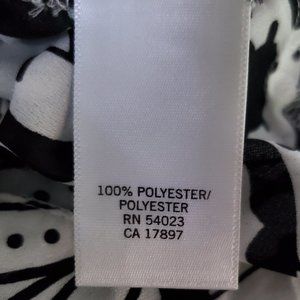 100% POLYESTER/
POLYESTER
RN 54023
CA 17897